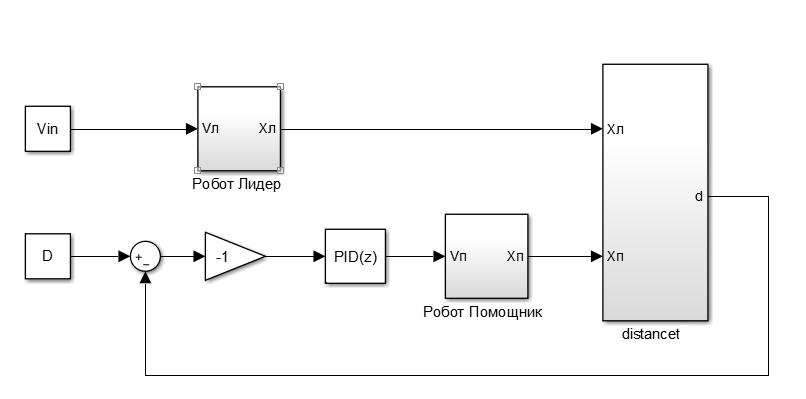 Vin
Vл
Xл
Робот Лидер
Xл
d
Xп
distancet
D
+
−
-1
PID(z)
Vп
Xп
Робот Помощник